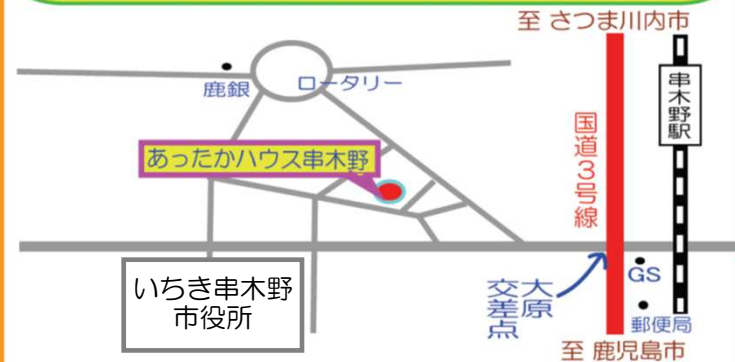 至 さつま川内市
鹿銀
ロータリー
串木野駅
国道3号線
あったかハウス串木野
いちき串木野
市役所
大原
交差点
GS
郵便局
至 鹿児島市